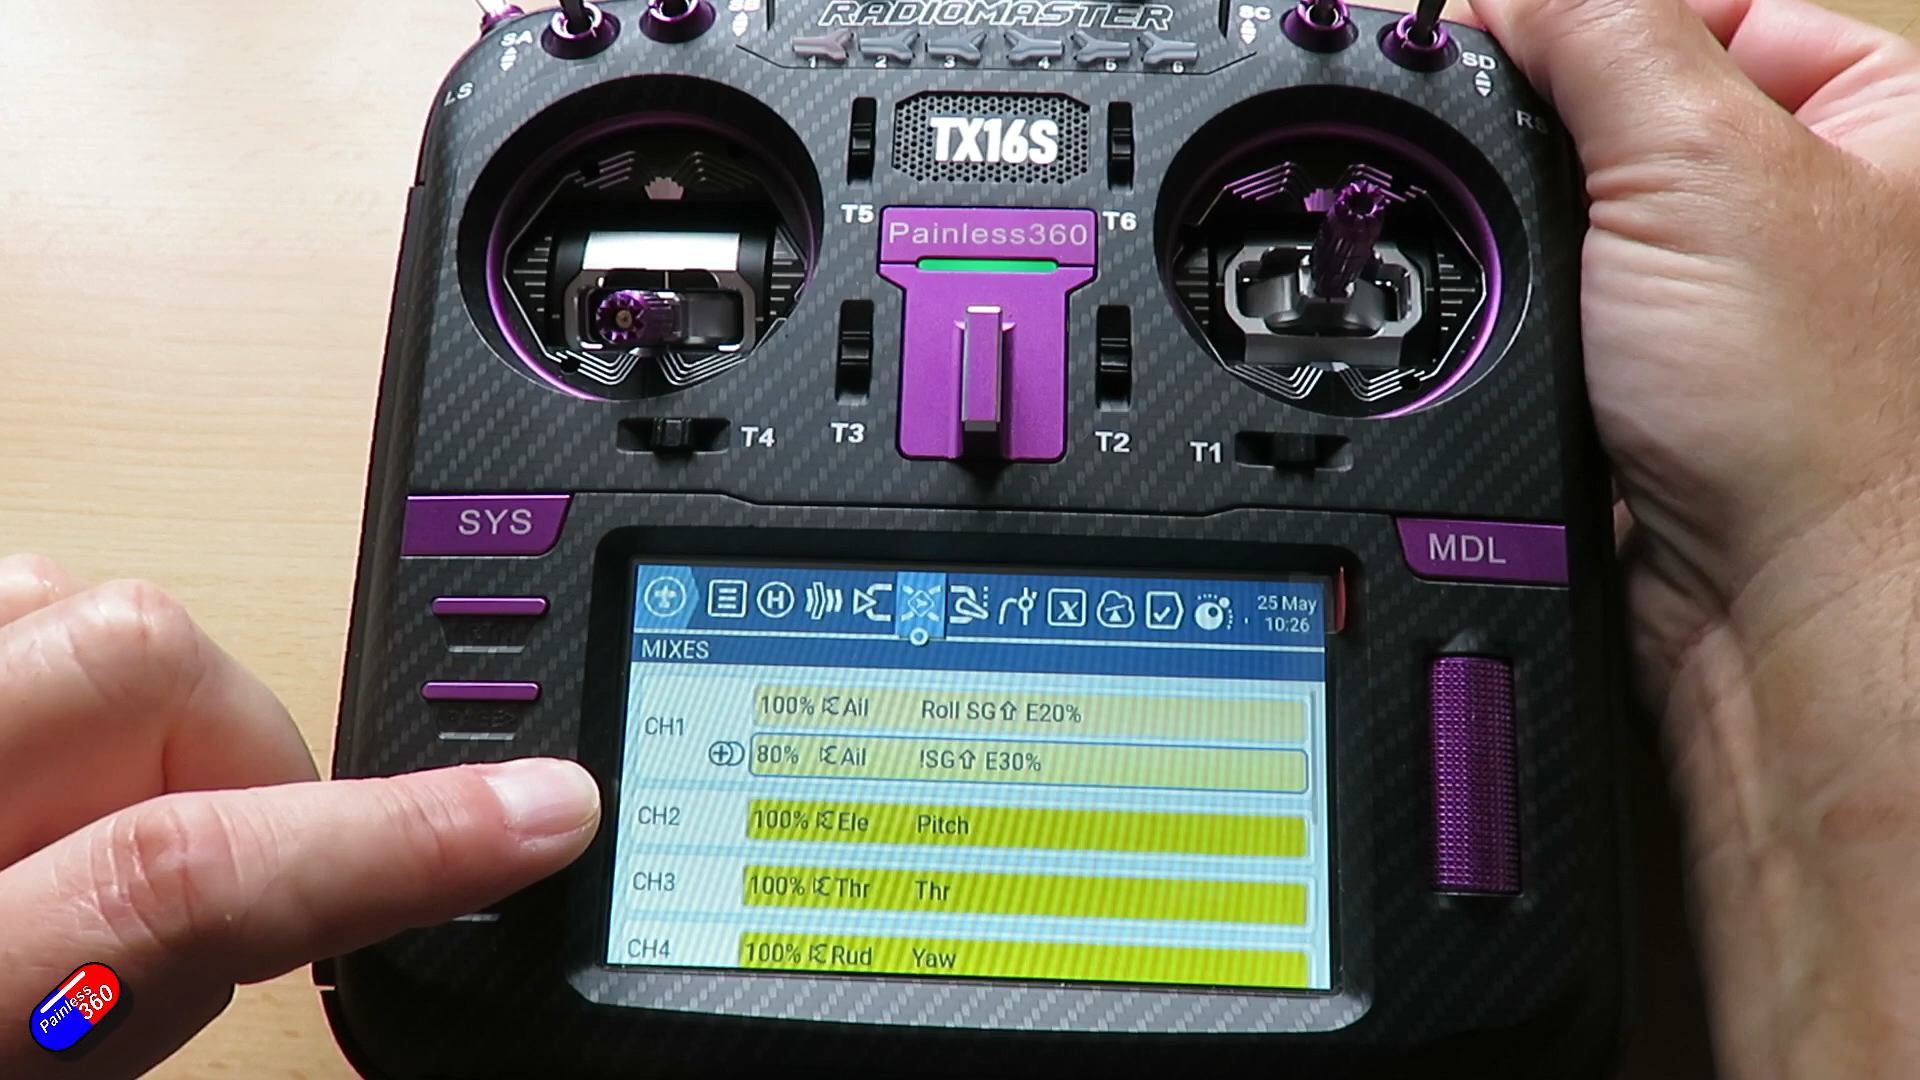 RADIOMASTER
SA
SB
SC
SD
LS
RS
1 2 3 4 5 6
TX16S
T5
T6
Painless360
T3
T4
T2
T1
SYS
MDL
25 May
10:26
MIXES
CH1
100% Ail Roll SG⇧ E20%
80% Ail !SG⇧ E30%
CH2 100% Ele Pitch
CH3 100% Thr Thr
CH4 100% Rud Yaw
Painless
360